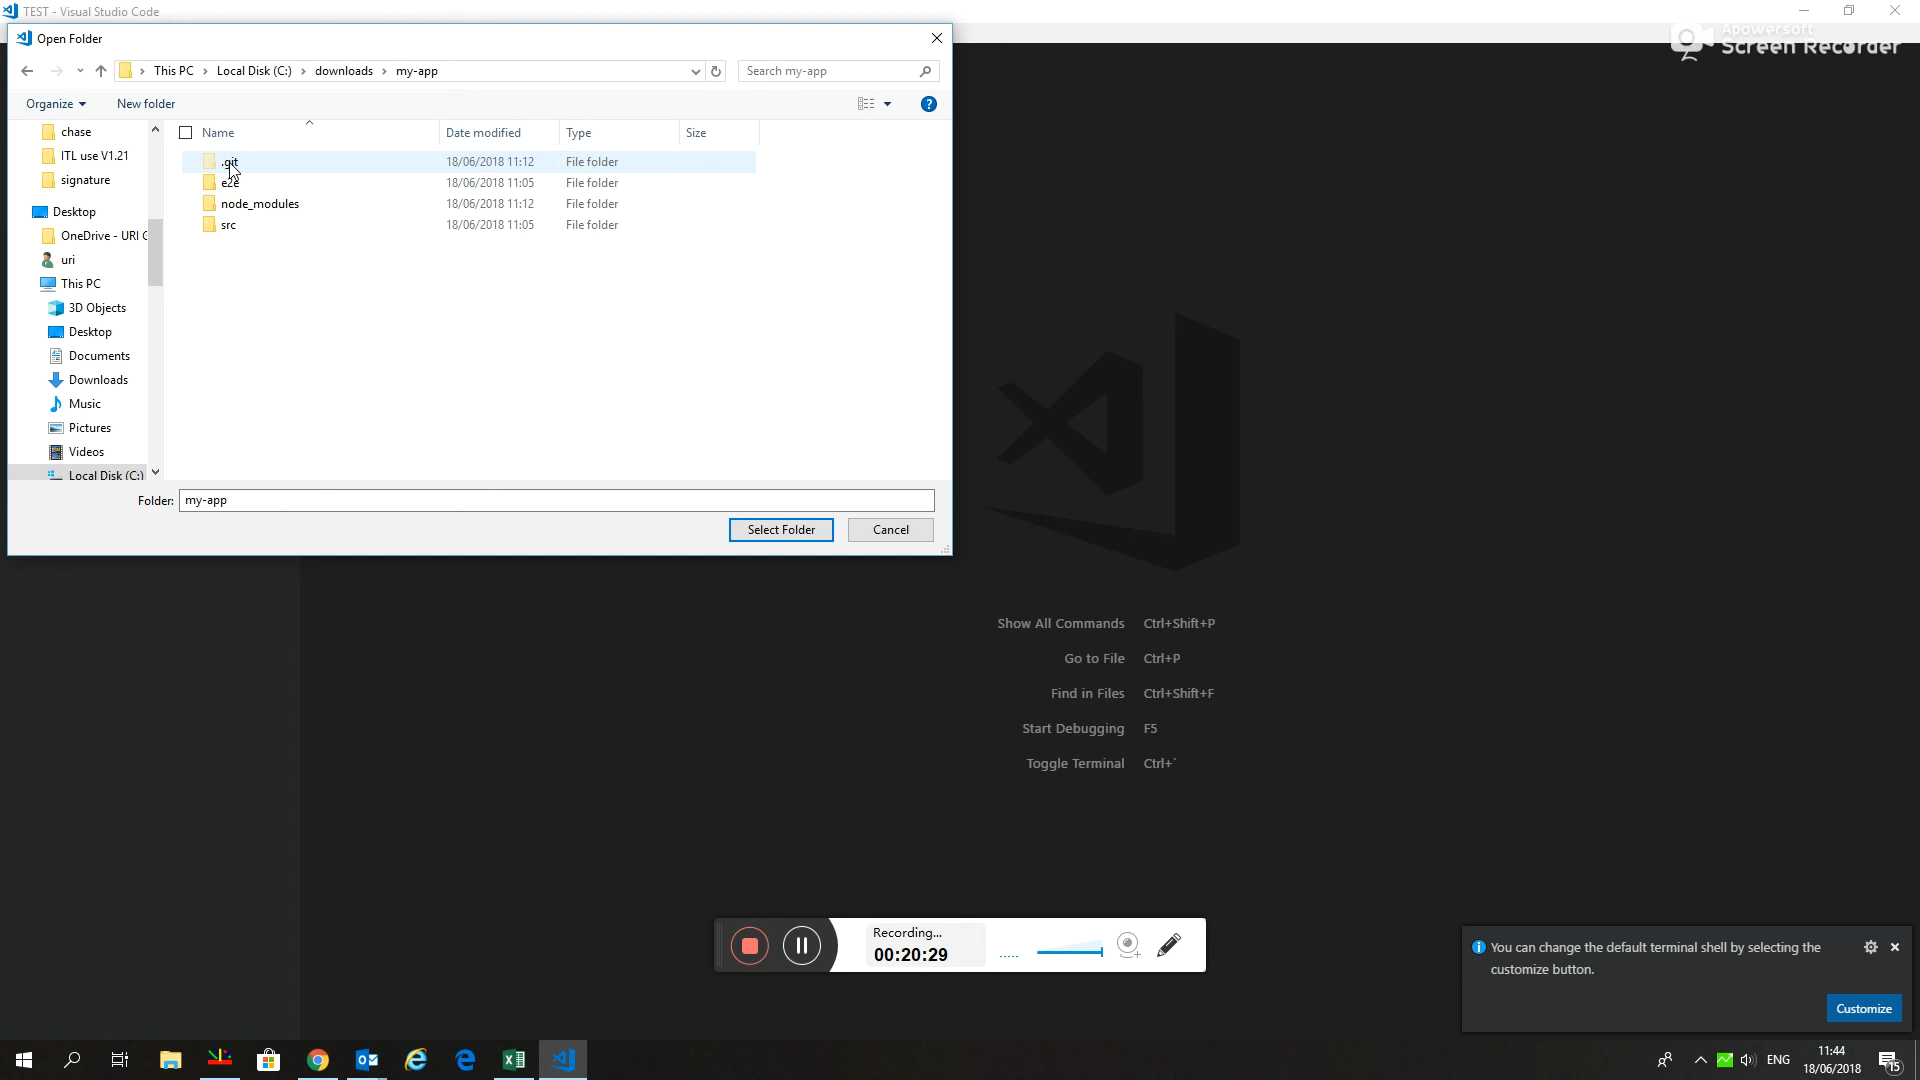 TEST - Visual Studio Code
Apowersoft
Screen Recorder
Open Folder
This PC > Local Disk (C:) > downloads > my-app
Search my-app
Organize
New folder
Name
Date modified
Type
Size
.git 18/06/2018 11:12 File folder
e2e 18/06/2018 11:05 File folder
node_modules 18/06/2018 11:12 File folder
src 18/06/2018 11:05 File folder
chase
ITL use V1.21
signature
Desktop
OneDrive - URI
uri
This PC
3D Objects
Desktop
Documents
Downloads
Music
Pictures
Videos
Local Disk (C:)
Folder: my-app
Select Folder
Cancel
Show All Commands Ctrl+Shift+P
Go to File Ctrl+P
Find in Files Ctrl+Shift+F
Start Debugging F5
Toggle Terminal Ctrl+`
Recording...
00:20:29
You can change the default terminal shell by selecting the
customize button.
Customize
ENG
11:44
18/06/2018
15